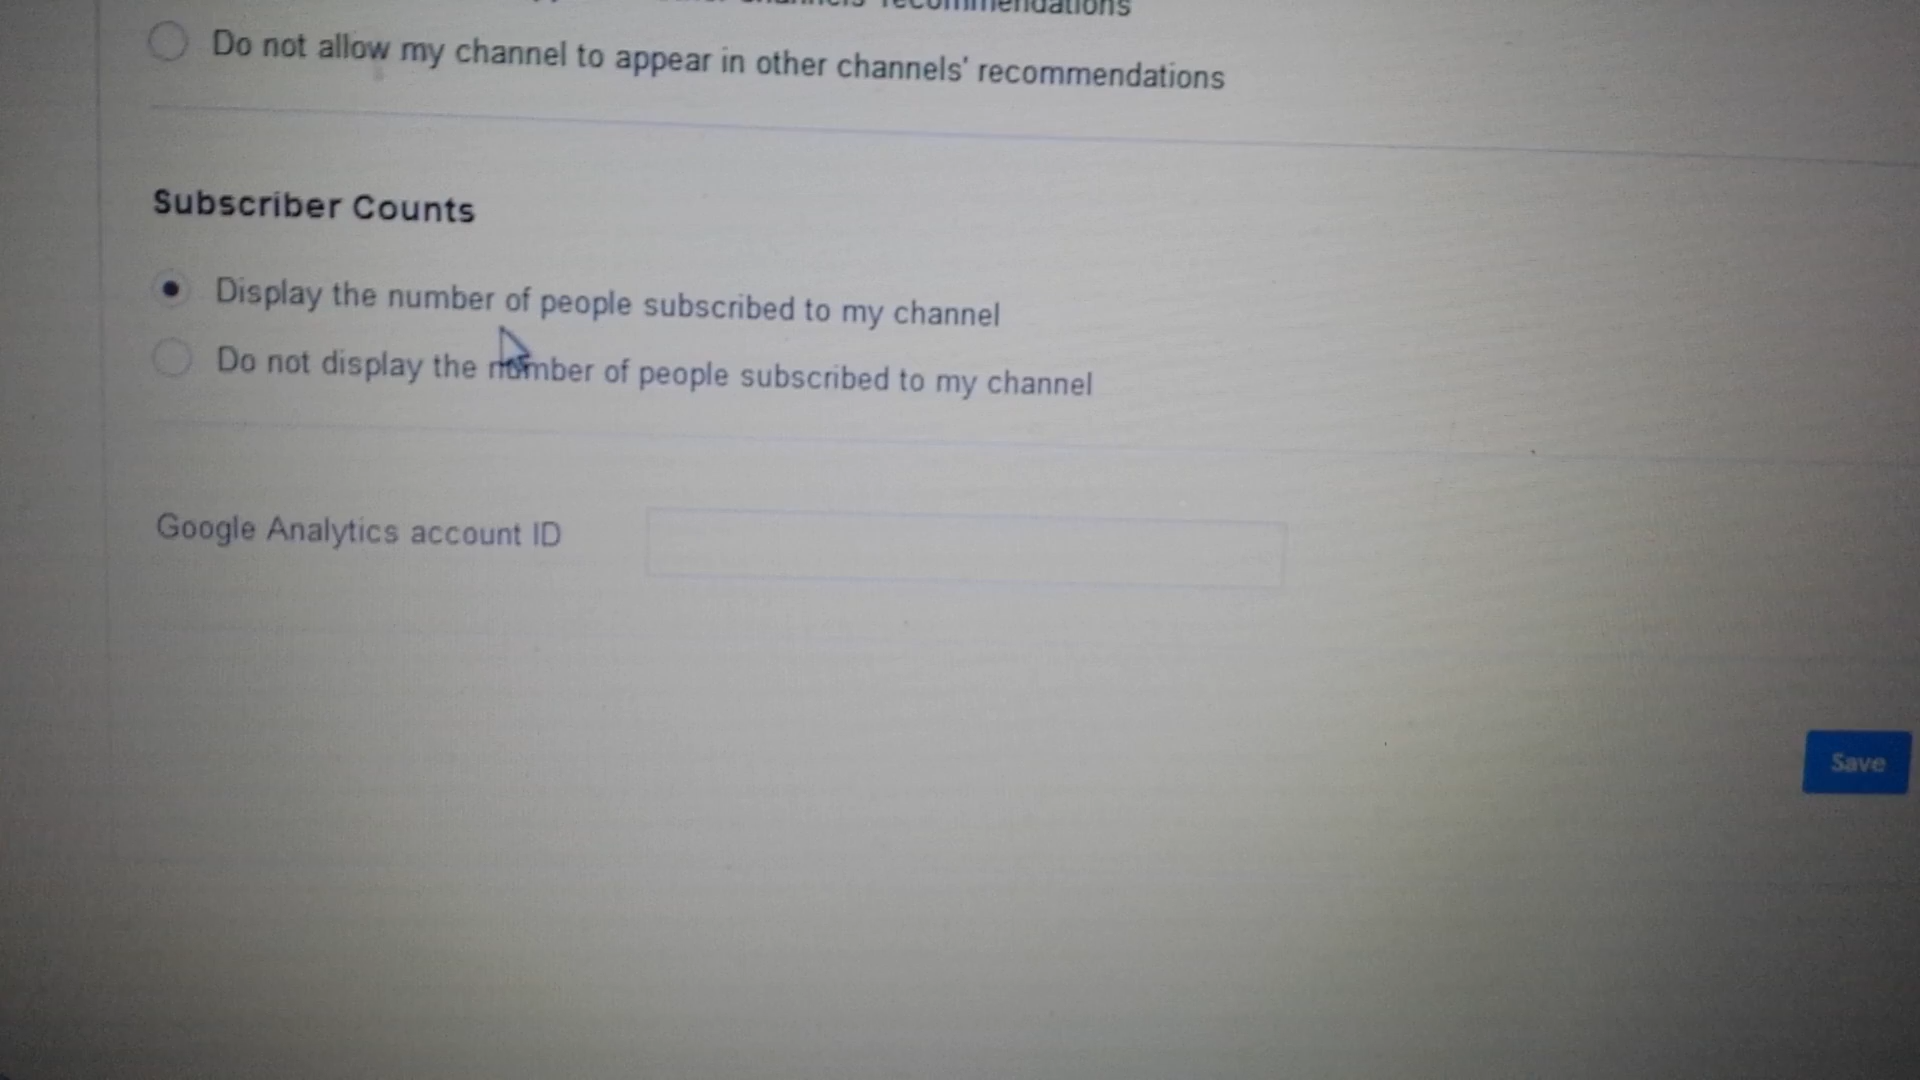 recommendations
Do not allow my channel to appear in other channels' recommendations
Subscriber Counts
Display the number of people subscribed to my channel
Do not display the number of people subscribed to my channel
Google Analytics account ID
Save